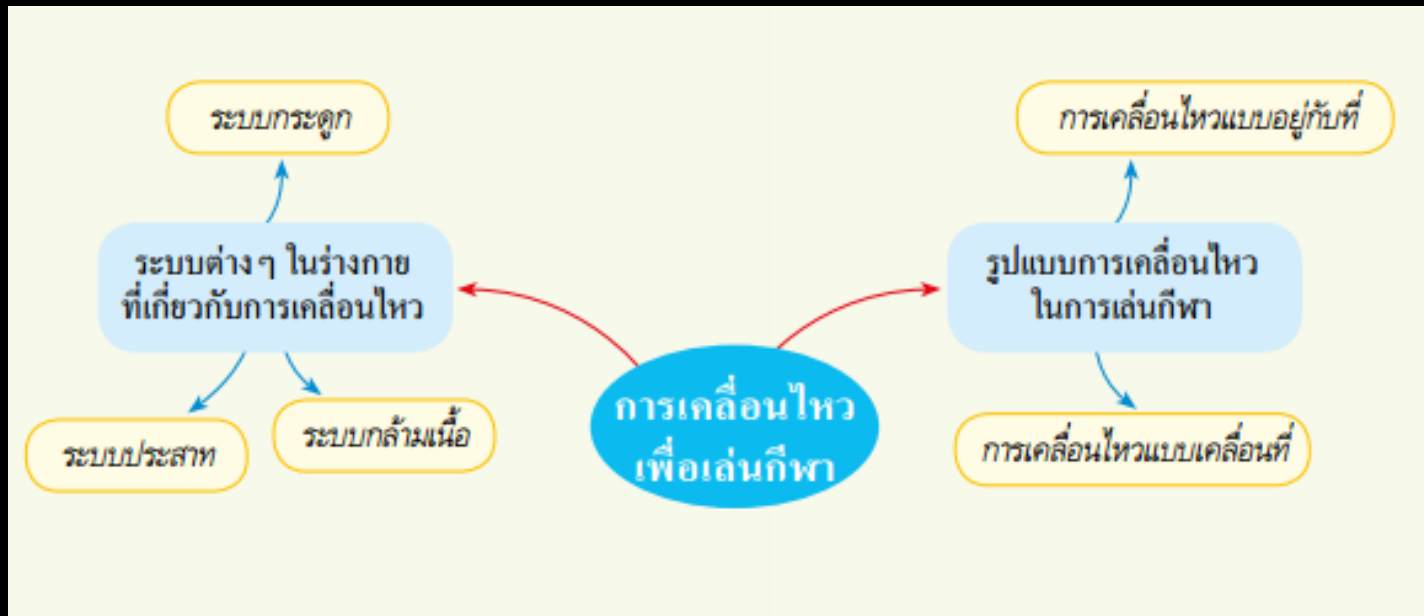 ระบบกระดูก
การเคลื่อนไหวแบบอยู่กับที่
ระบบต่าง ๆ ในร่างกาย
ที่เกี่ยวกับการเคลื่อนไหว
รูปแบบการเคลื่อนไหว
ในการเล่นกีฬา
การเคลื่อนไหว
เพื่อเล่นกีฬา
ระบบประสาท
ระบบกล้ามเนื้อ
การเคลื่อนไหวแบบเคลื่อนที่